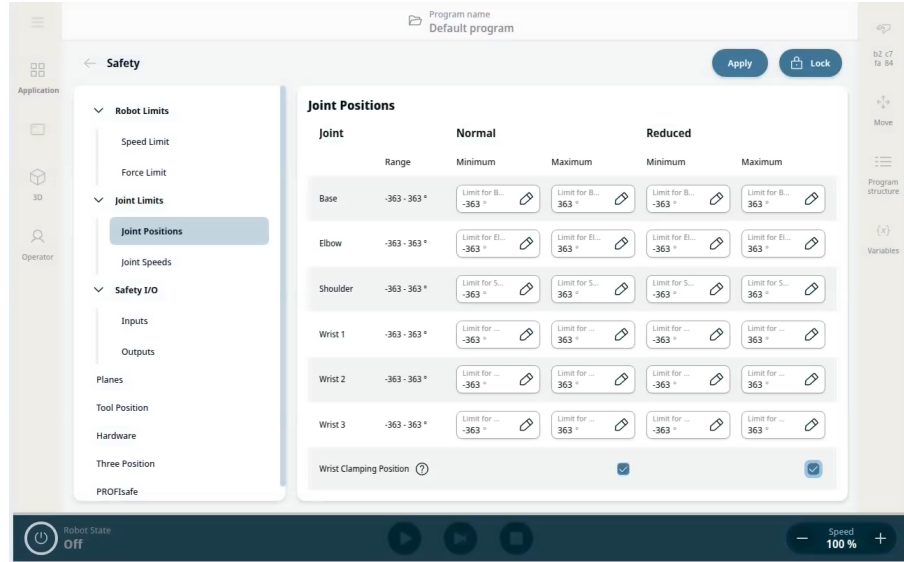 Program name
Default program
Safety
Apply
Lock
b2 c7
fa 84
Application
3D
Operator
Move
Program
structure
{x}
Variables
Robot Limits
Speed Limit
Force Limit
Joint Limits
Joint Positions
Joint Speeds
Safety I/O
Inputs
Outputs
Planes
Tool Position
Hardware
Three Position
PROFIsafe
Joint Positions
Joint Normal Reduced
Range Minimum Maximum Minimum Maximum
Limit for B... Limit for B... Limit for B... Limit for B...
Base -363 - 363 ° -363 ° 363 ° -363 ° 363 °
Limit for El... Limit for El... Limit for El... Limit for El...
Elbow -363 - 363 ° -363 ° 363 ° -363 ° 363 °
Limit for S... Limit for S... Limit for S... Limit for S...
Shoulder -363 - 363 ° -363 ° 363 ° -363 ° 363 °
Limit for ... Limit for ... Limit for ... Limit for ...
Wrist 1 -363 - 363 ° -363 ° 363 ° -363 ° 363 °
Limit for ... Limit for ... Limit for ... Limit for ...
Wrist 2 -363 - 363 ° -363 ° 363 ° -363 ° 363 °
Limit for ... Limit for ... Limit for ... Limit for ...
Wrist 3 -363 - 363 ° -363 ° 363 ° -363 ° 363 °
Wrist Clamping Position ?
Robot State
Off
Speed
− 100 % +